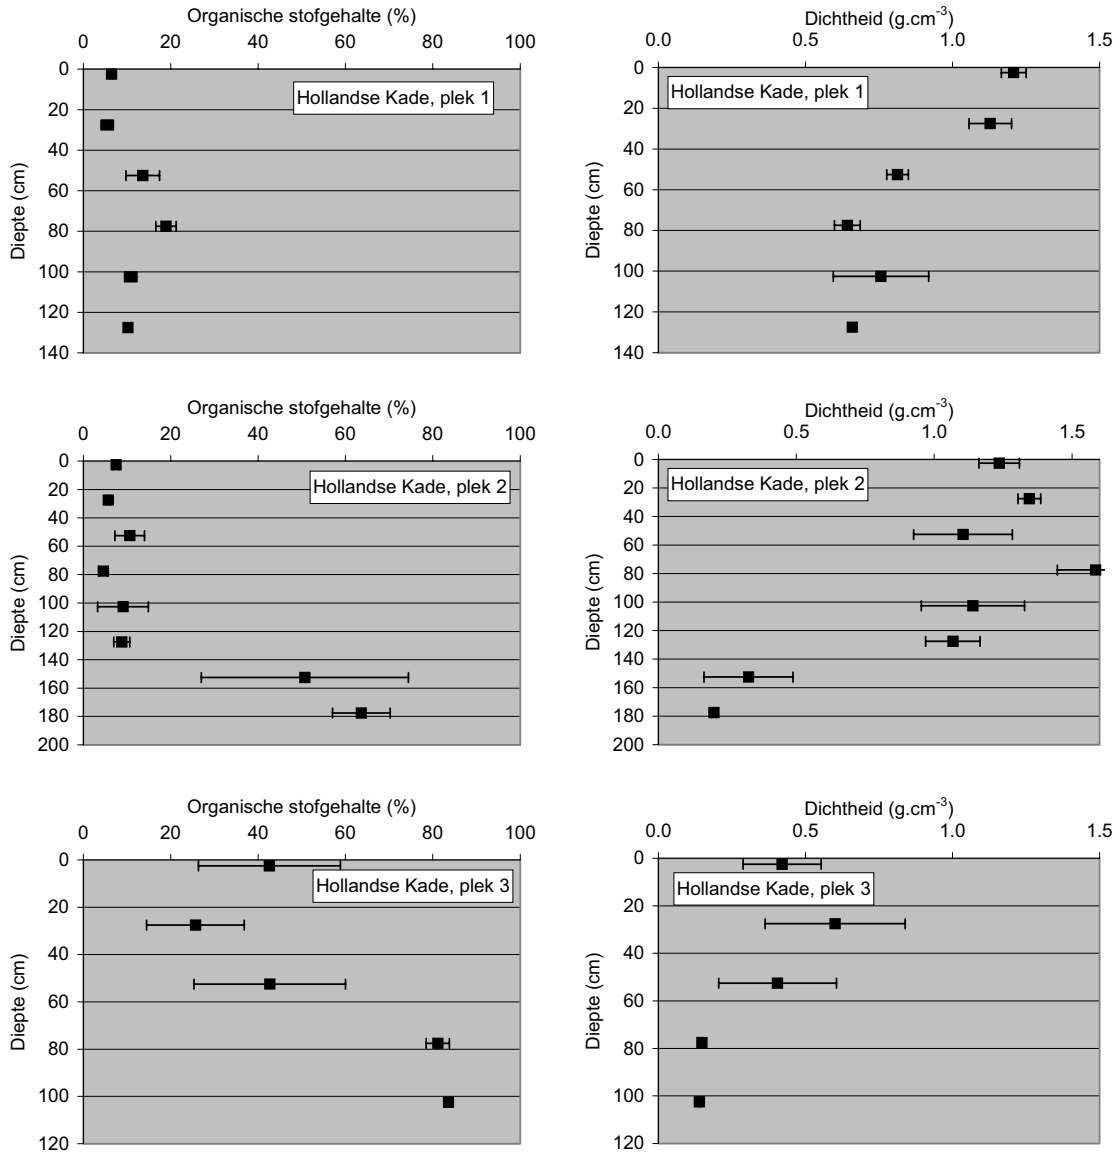 Organische stofgehalte (%)
0 20 40 60 80 100
0
20
40
60
80
100
120
140
Diepte (cm)
Hollandse Kade, plek 1
Dichtheid (g.cm-3)
0.0 0.5 1.0 1.5
0
20
40
60
80
100
120
140
Diepte (cm)
Hollandse Kade, plek 1
Organische stofgehalte (%)
0 20 40 60 80 100
0
20
40
60
80
100
120
140
160
180
200
Diepte (cm)
Hollandse Kade, plek 2
Dichtheid (g.cm-3)
0.0 0.5 1.0 1.5
0
20
40
60
80
100
120
140
160
180
200
Diepte (cm)
Hollandse Kade, plek 2
Organische stofgehalte (%)
0 20 40 60 80 100
0
20
40
60
80
100
120
Diepte (cm)
Hollandse Kade, plek 3
Dichtheid (g.cm-3)
0.0 0.5 1.0 1.5
0
20
40
60
80
100
120
Diepte (cm)
Hollandse Kade, plek 3